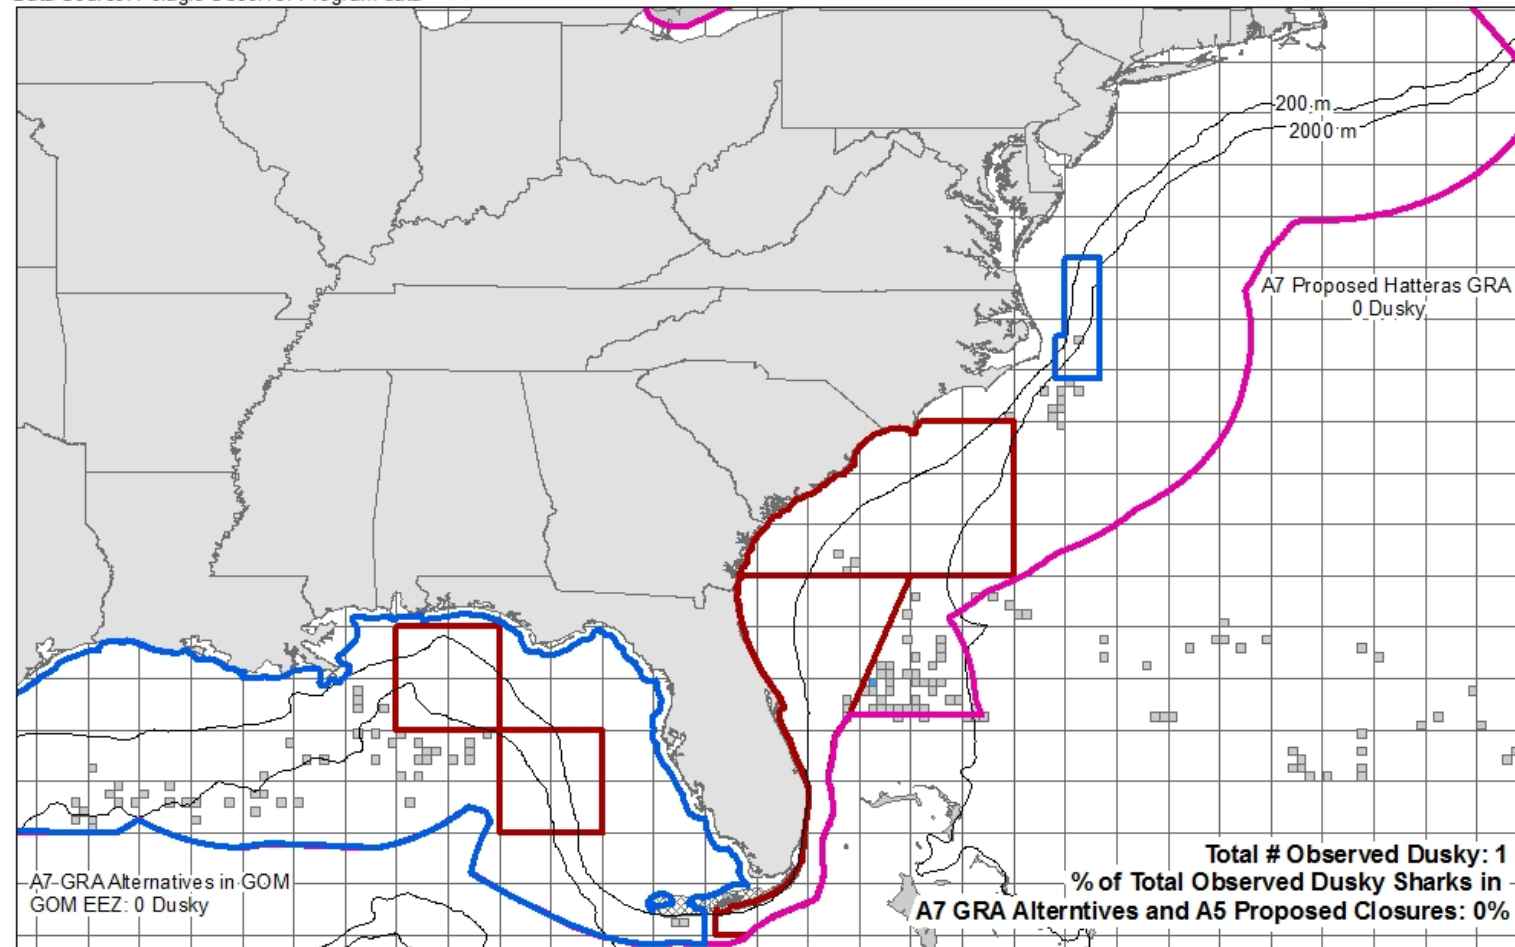 200 m
2000 m
A7 Proposed Hatteras GRA
0 Dusky
A7-GRA Alternatives in GOM
GOM EEZ: 0 Dusky
Total # Observed Dusky: 1
% of Total Observed Dusky Sharks in
A7 GRA Alterntives and A5 Proposed Closures: 0%